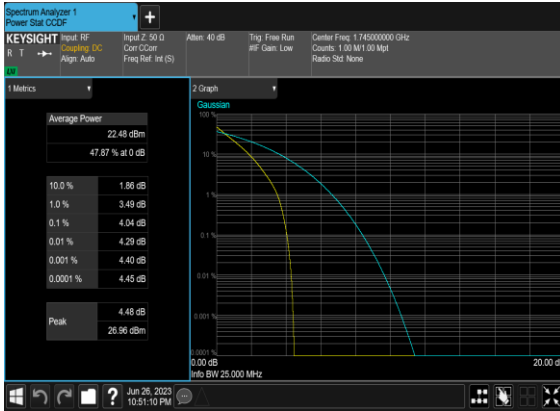 Spectrum Analyzer 1
Power Stat CCDF
KEYSIGHT
R T
Input: RF
Coupling: DC
Align: Auto
Input Z: 50 Ω
Corr CCorr
Freq Ref: Int (S)
Atten: 40 dB
Trig: Free Run
#IF Gain: Low
Center Freq: 1.745000000 GHz
Counts: 1.00 M/1.00 Mpt
Radio Std: None
1 Metrics
Average Power
22.48 dBm
47.87 % at 0 dB
10.0 % 1.86 dB
1.0 % 3.49 dB
0.1 % 4.04 dB
0.01 % 4.29 dB
0.001 % 4.40 dB
0.0001 % 4.45 dB
Peak
4.48 dB
26.96 dBm
2 Graph
Gaussian
100 %
10 %
1 %
0.1 %
0.01 %
0.001 %
0.0001 %
0.00 dB
20.00 d
Info BW 25.000 MHz
Jun 26, 2023
10:51:10 PM